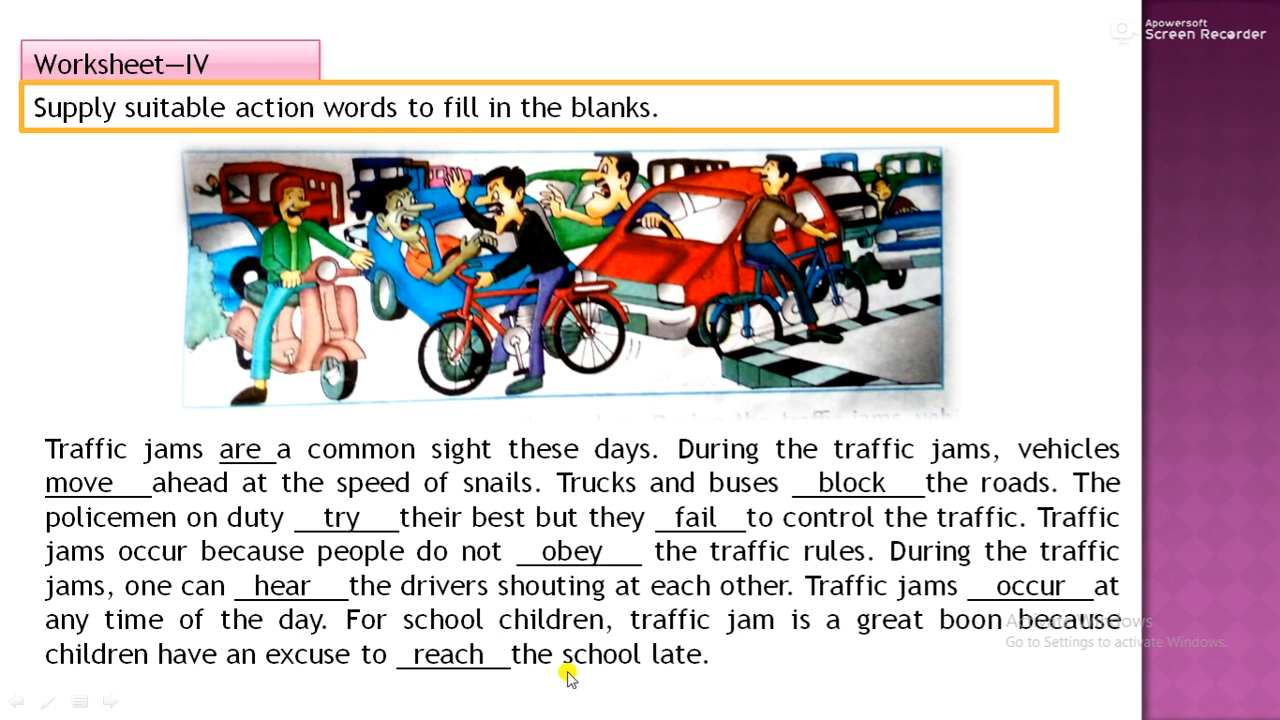 Apowersoft
Screen Recorder
Worksheet—IV
Supply suitable action words to fill in the blanks.
Traffic jams are a common sight these days. During the traffic jams, vehicles
move ahead at the speed of snails. Trucks and buses block the roads. The
policemen on duty try their best but they fail to control the traffic. Traffic
jams occur because people do not obey the traffic rules. During the traffic
jams, one can hear the drivers shouting at each other. Traffic jams occur at
any time of the day. For school children, traffic jam is a great boon because
children have an excuse to reach the school late.
Activate Windows
Go to Settings to activate Windows.